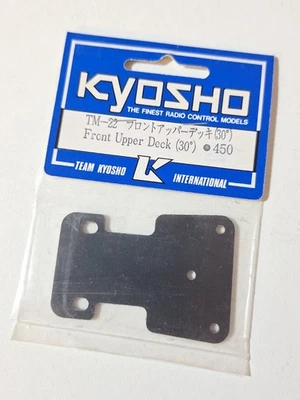 KYOSHO
THE FINEST RADIO CONTROL MODELS
TM-22 フロントアッパーデッキ(30°)
Front Upper Deck (30°) ●450
TEAM KYOSHO K INTERNATIONAL